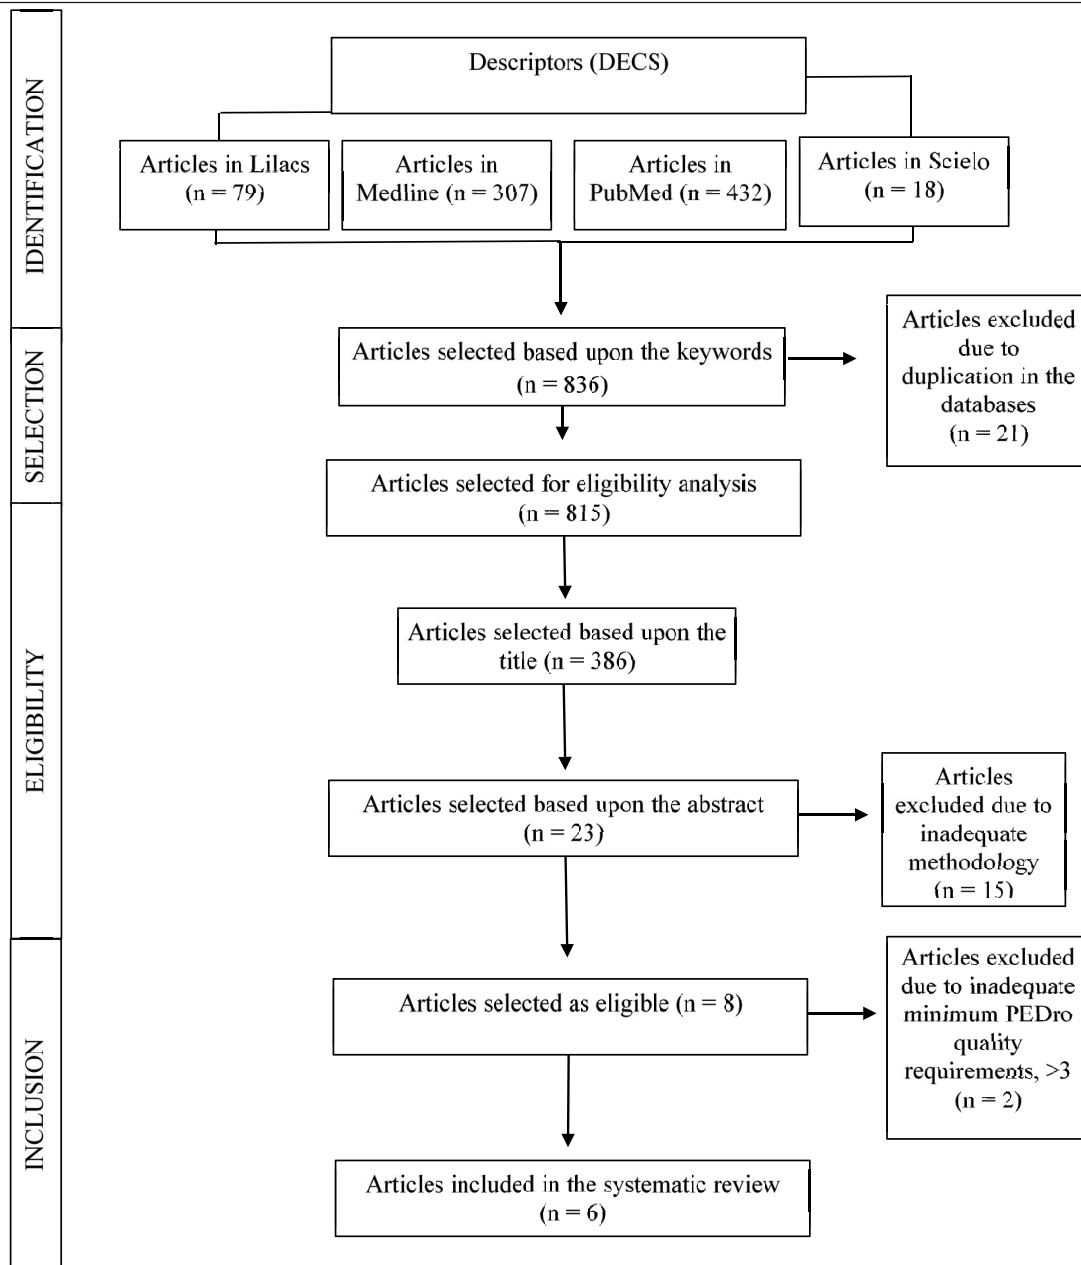 IDENTIFICATION
Descriptors (DECS)
Articles in Lilacs
(n = 79)
Articles in
Medline (n = 307)
Articles in
PubMed (n = 432)
Articles in Scielo
(n = 18)
SELECTION
Articles selected based upon the keywords
(n = 836)
Articles excluded
due to
duplication in the
databases
(n = 21)
Articles selected for eligibility analysis
(n = 815)
ELIGIBILITY
Articles selected based upon the
title (n = 386)
Articles selected based upon the abstract
(n = 23)
Articles
excluded due to
inadequate
methodology
(n = 15)
INCLUSION
Articles selected as eligible (n = 8)
Articles excluded
due to inadequate
minimum PEDro
quality
requirements, >3
(n = 2)
Articles included in the systematic review
(n = 6)